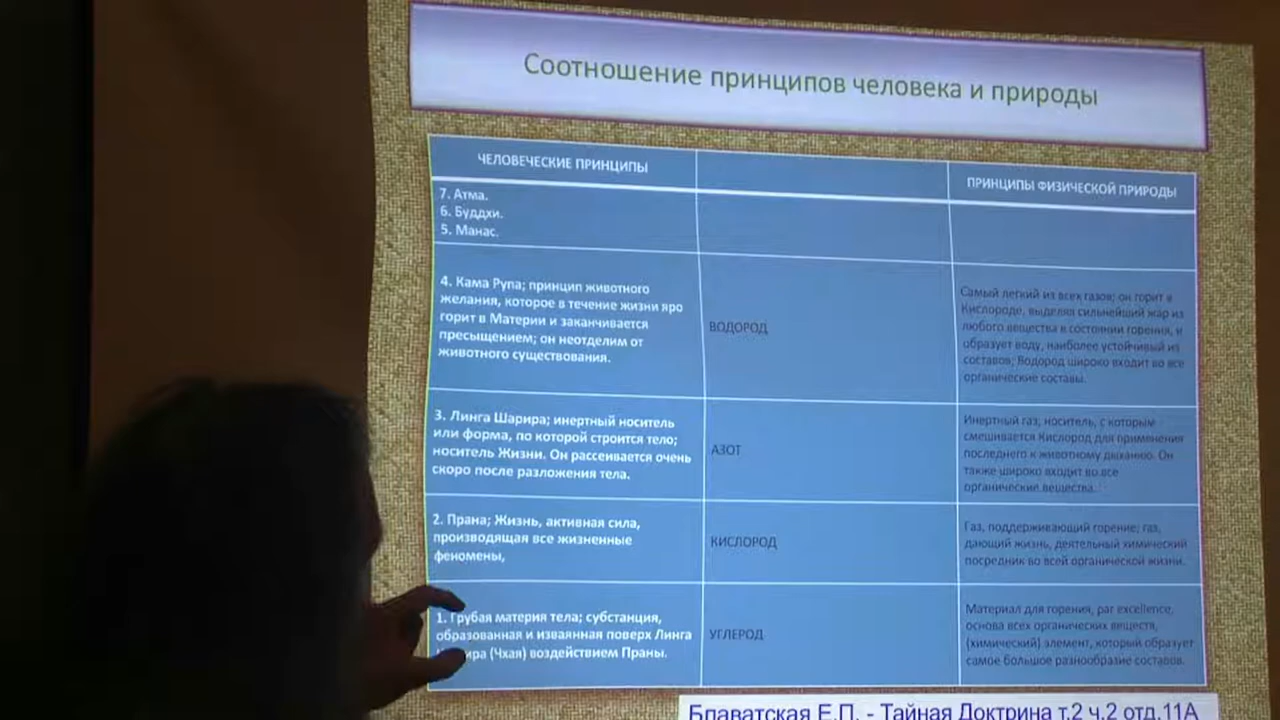 Соотношение принципов человека и природы
ЧЕЛОВЕЧЕСКИЕ ПРИНЦИПЫ
ПРИНЦИПЫ ФИЗИЧЕСКОЙ ПРИРОДЫ
7. Атма.
6. Буддхи.
5. Манас.
4. Кама Рупа; принцип животного
желания, которое в течение жизни яро
горит в Материи и заканчивается
пресыщением; он неотделим от
животного существования.
ВОДОРОД
Самый легкий из всех газов; он горит в
Кислороде, выделяя сильнейший жар из
любого вещества в состоянии горения, и
образует воду, наиболее устойчивый из
составов; Водород широко входит во все
органические составы.
3. Линга Шарира; инертный носитель
или форма, по которой строится тело;
носитель Жизни. Он рассеивается очень
скоро после разложения тела.
АЗОТ
Инертный газ; носитель, с которым
смешивается Кислород для применения
последнего к животному дыханию. Он
также широко входит во все
органические вещества.
2. Прана; Жизнь, активная сила,
производящая все жизненные
феномены,
КИСЛОРОД
Газ, поддерживающий горение; газ,
дающий жизнь, деятельный химический
посредник во всей органической жизни.
1. Грубая материя тела; субстанция,
образованная и изваянная поверх Линга
(Чхая) воздействием Праны.
УГЛЕРОД
Материал для горения, par excellence,
основа всех органических веществ,
(химический) элемент, который образует
самое большое разнообразие составов.
Блаватская Е.П. - Тайная Доктрина т.2 ч.2 отд.11А